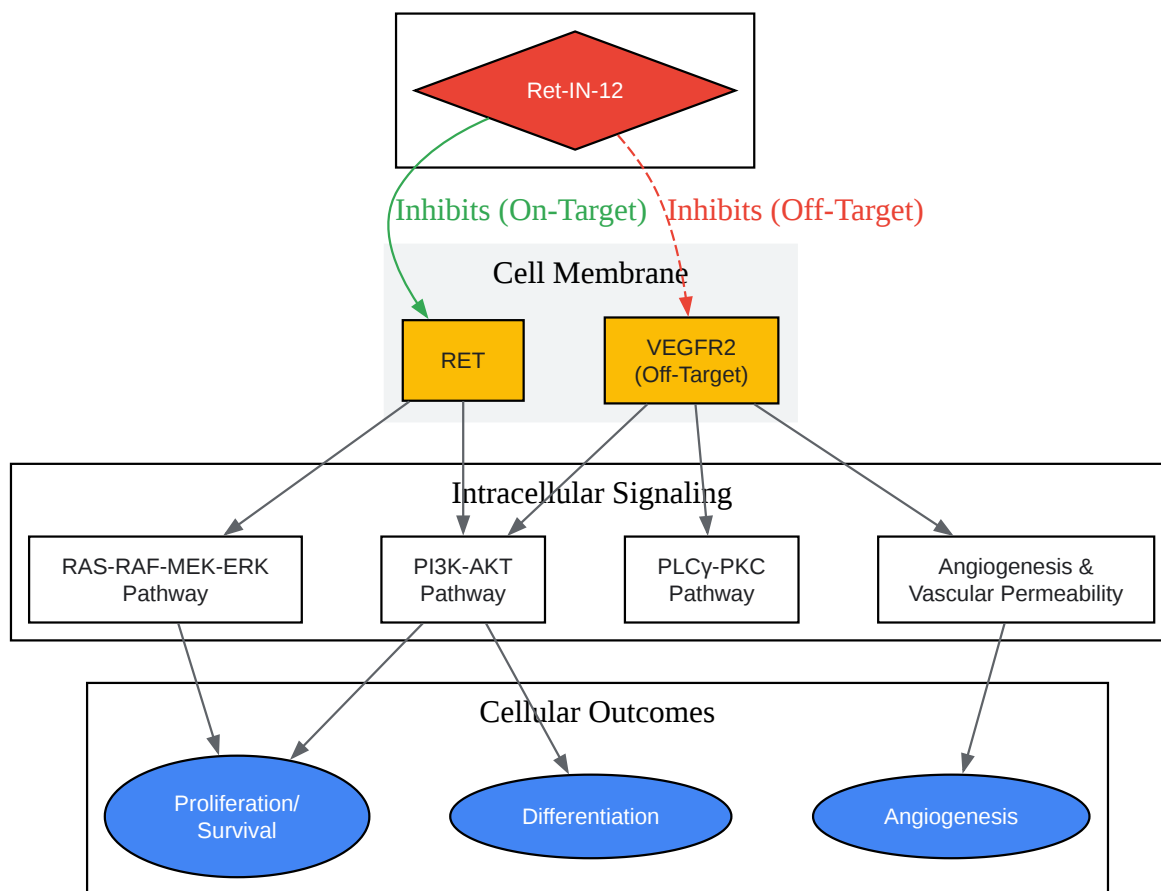 Ret-IN-12
Inhibits (On-Target)
Inhibits (Off-Target)
Cell Membrane
RET
VEGFR2
(Off-Target)
Intracellular Signaling
RAS-RAF-MEK-ERK
Pathway
PI3K-AKT
Pathway
PLCγ-PKC
Pathway
Angiogenesis &
Vascular Permeability
Cellular Outcomes
Proliferation/
Survival
Differentiation
Angiogenesis